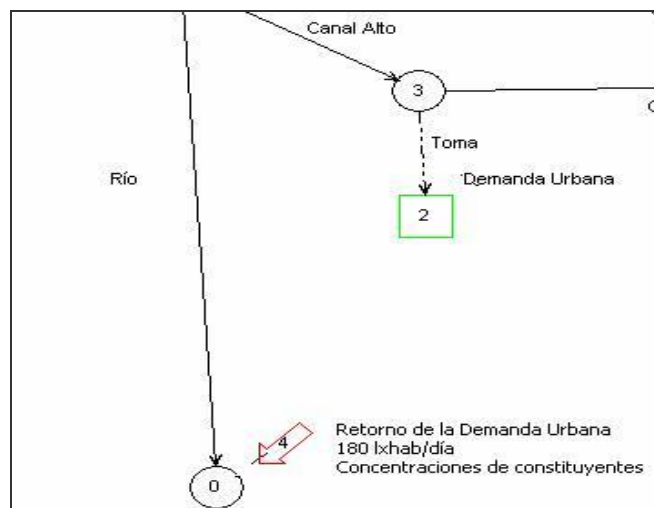 Canal Alto
3
Toma
Río
Demanda Urbana
2
4
Retorno de la Demanda Urbana
180 lxhab/día
Concentraciones de constituyentes
0